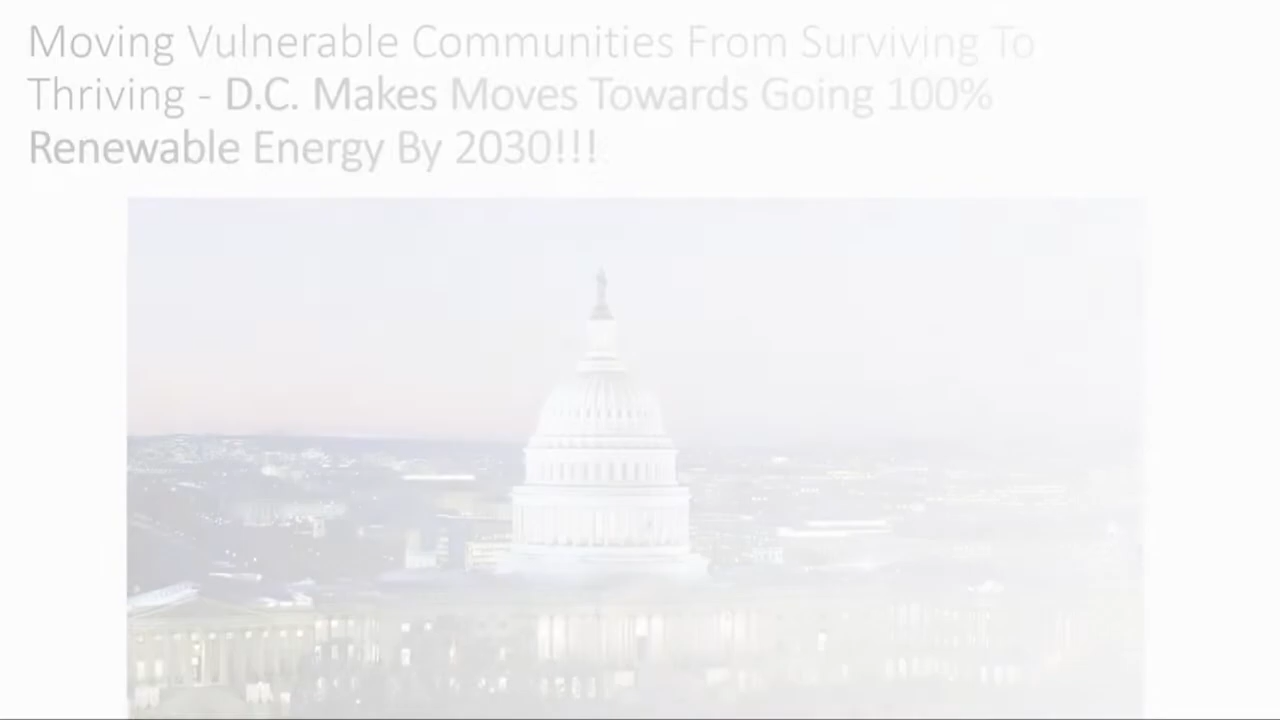 Moving Vulnerable Communities From Surviving To
Thriving - D.C. Makes Moves Towards Going 100%
Renewable Energy By 2030!!!